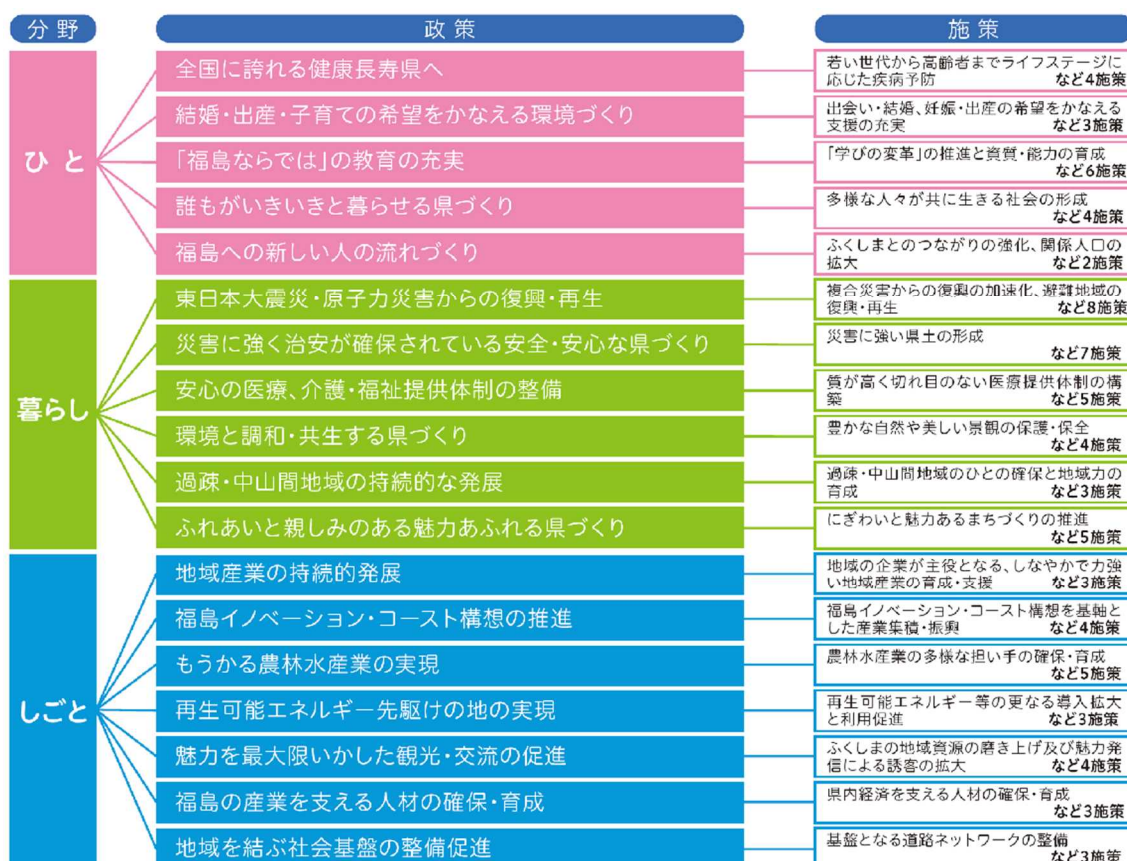 分野 政策 施策
ひと
全国に誇れる健康長寿県へ
若い世代から高齢者までライフステージに
応じた疾病予防 など4施策
結婚・出産・子育ての希望をかなえる環境づくり
出会い・結婚、妊娠・出産の希望をかなえる
支援の充実 など3施策
「福島ならでは」の教育の充実
「学びの変革」の推進と資質・能力の育成
など6施策
誰もがいきいきと暮らせる県づくり
多様な人々が共に生きる社会の形成
など4施策
福島への新しい人の流れづくり
ふくしまとのつながりの強化、関係人口の
拡大 など2施策
暮らし
東日本大震災・原子力災害からの復興・再生
複合災害からの復興の加速化、避難地域の
復興・再生 など8施策
災害に強く治安が確保されている安全・安心な県づくり
災害に強い県土の形成
など7施策
安心の医療、介護・福祉提供体制の整備
質が高く切れ目のない医療提供体制の構
築 など5施策
環境と調和・共生する県づくり
豊かな自然や美しい景観の保護・保全
など4施策
過疎・中山間地域の持続的な発展
過疎・中山間地域のひとの確保と地域力の
育成 など3施策
ふれあいと親しみのある魅力あふれる県づくり
にぎわいと魅力あるまちづくりの推進
など5施策
しごと
地域産業の持続的発展
地域の企業が主役となる、しなやかで力強
い地域産業の育成・支援 など3施策
福島イノベーション・コースト構想の推進
福島イノベーション・コースト構想を基軸と
した産業集積・振興 など4施策
もうかる農林水産業の実現
農林水産業の多様な担い手の確保・育成
など5施策
再生可能エネルギー先駆けの地の実現
再生可能エネルギー等の更なる導入拡大
と利用促進 など3施策
魅力を最大限いかした観光・交流の促進
ふくしまの地域資源の磨き上げ及び魅力発
信による誘客の拡大 など4施策
福島の産業を支える人材の確保・育成
県内経済を支える人材の確保・育成
など3施策
地域を結ぶ社会基盤の整備促進
基盤となる道路ネットワークの整備
など3施策